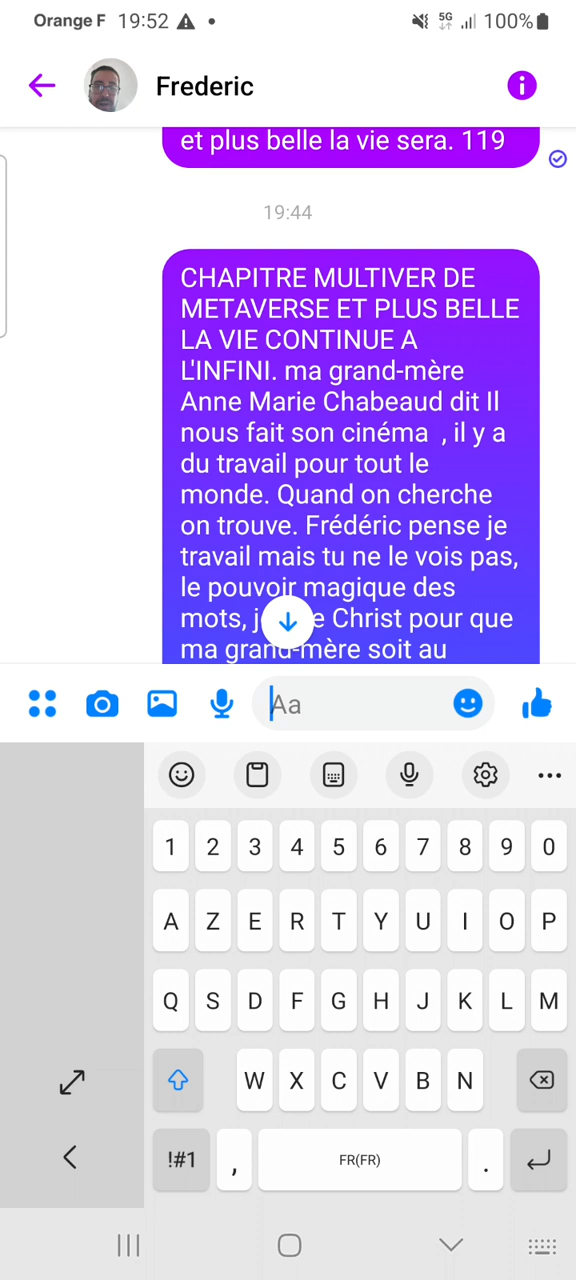 Orange F 19:52 5G 100%
Frederic
et plus belle la vie sera. 119
19:44
CHAPITRE MULTIVER DE
METAVERSE ET PLUS BELLE
LA VIE CONTINUE A
L'INFINI. ma grand-mère
Anne Marie Chabeaud dit Il
nous fait son cinéma , il y a
du travail pour tout le
monde. Quand on cherche
on trouve. Frédéric pense je
travail mais tu ne le vois pas,
le pouvoir magique des
mots, Christ pour que
ma grand-mère soit au
Aa
1 2 3 4 5 6 7 8 9 0
A Z E R T Y U I O P
Q S D F G H J K L M
W X C V B N
!#1 , FR(FR) .